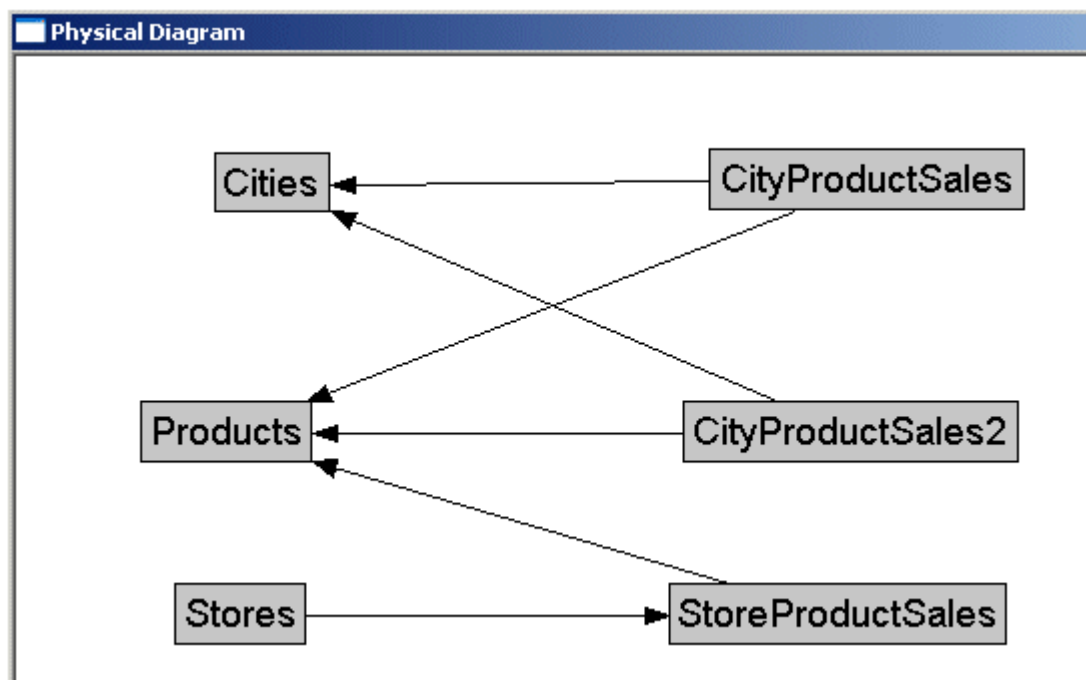 Physical Diagram
Cities
CityProductSales
Products
CityProductSales2
Stores
StoreProductSales